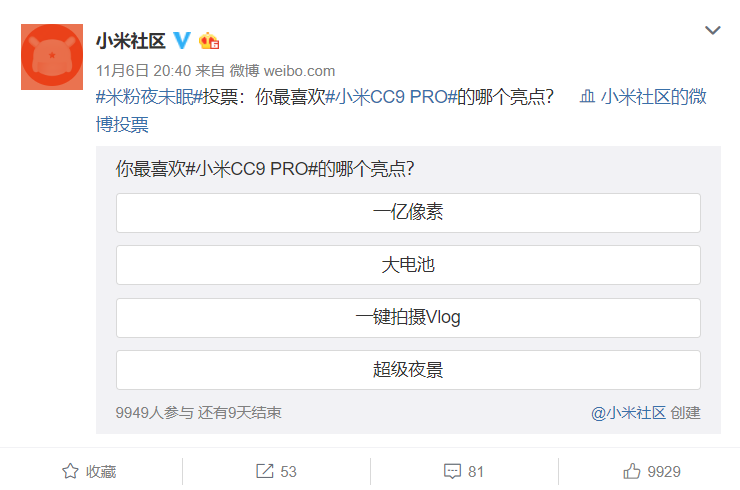 小米社区
11月6日 20:40 来自 微博 weibo.com
#米粉夜未眠#投票：你最喜欢#小米CC9 PRO#的哪个亮点？ 小米社区的微
博投票
你最喜欢#小米CC9 PRO#的哪个亮点?
一亿像素
大电池
一键拍摄Vlog
超级夜景
9949人参与 还有9天结束 @小米社区 创建
收藏 53 81 9929